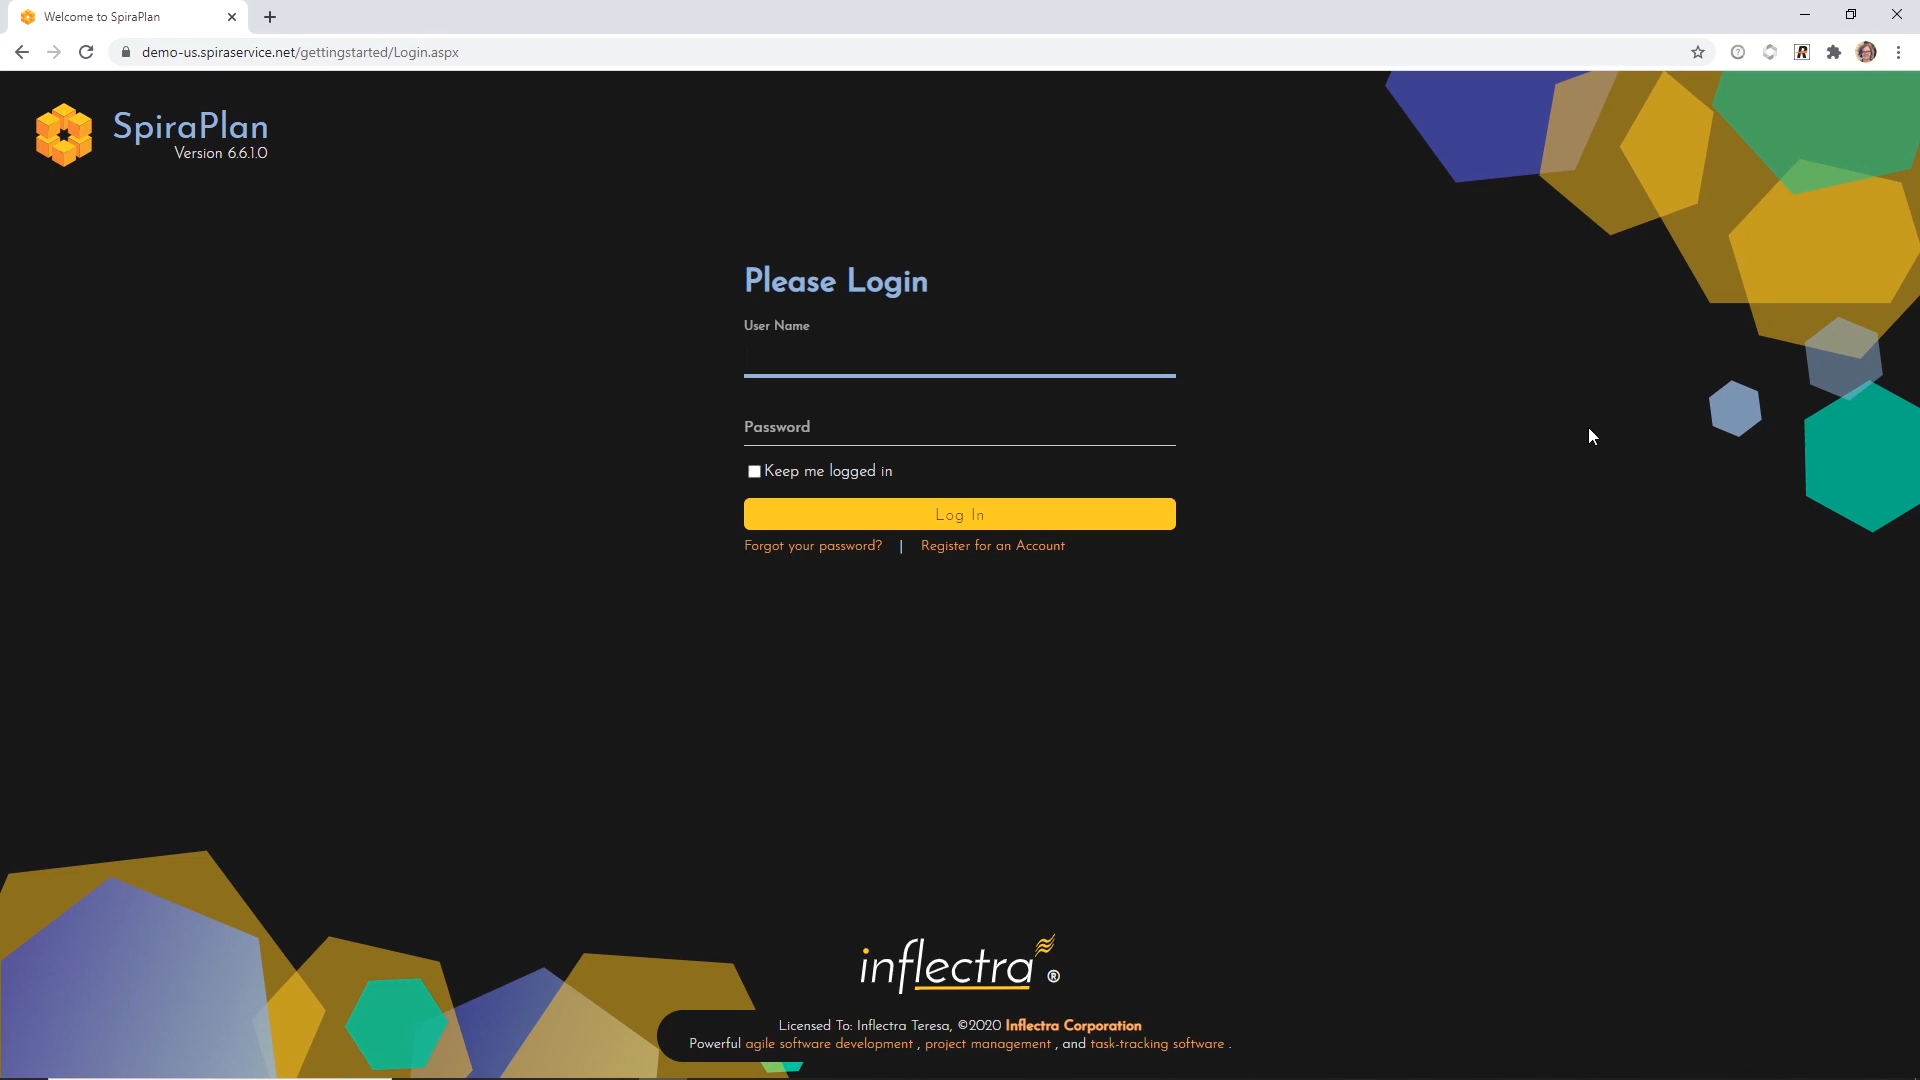 Welcome to SpiraPlan
demo-us.spiraservice.net/gettingstarted/Login.aspx
SpiraPlan
Version 6.6.1.0
Please Login
User Name
Password
Keep me logged in
Log In
Forgot your password? | Register for an Account
inflectra®
Licensed To: Inflectra Teresa, ©2020 Inflectra Corporation
Powerful agile software development , project management , and task-tracking software .